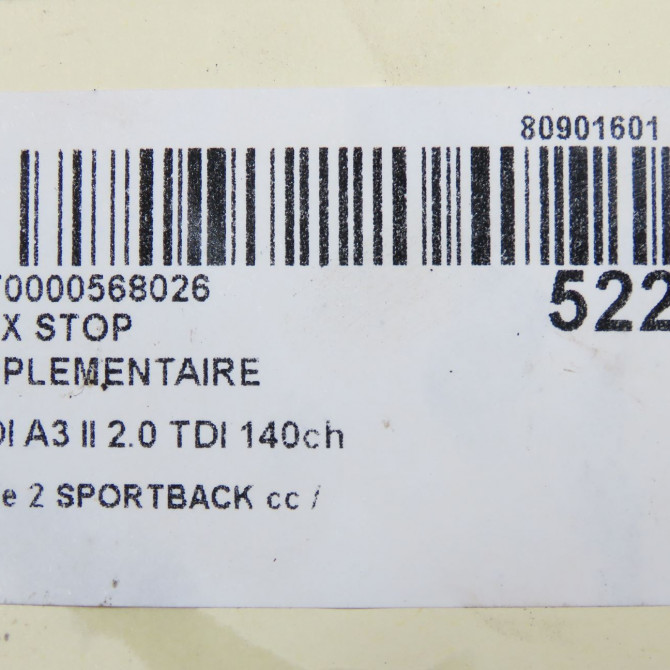 80901601
70000568026
522
X STOP
PLEMENTAIRE
DI A3 II 2.0 TDI 140ch
e 2 SPORTBACK cc /